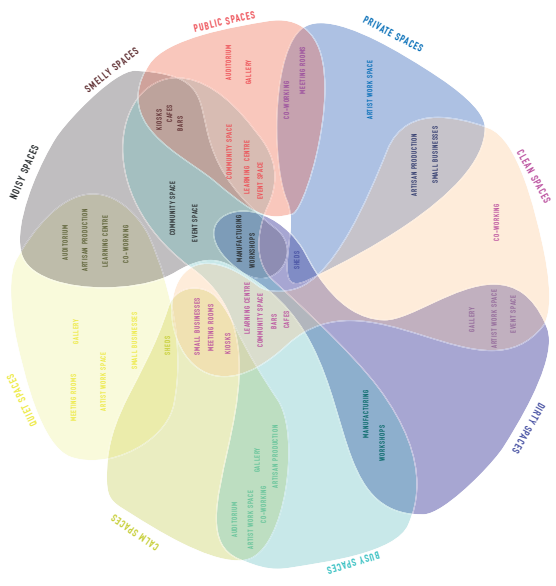 PUBLIC SPACES
PRIVATE SPACES
SMELLY SPACES
NOISY SPACES
CLEAN SPACES
QUIET SPACES
CALM SPACES
BUSY SPACES
DIRTY SPACES
AUDITORIUM
GALLERY
CO-WORKING
MEETING ROOMS
ARTIST WORK SPACE
KIOSKS
CAFES
BARS
COMMUNITY SPACE
LEARNING CENTRE
EVENT SPACE
ARTISAN PRODUCTION
SMALL BUSINESSES
COMMUNITY SPACE
EVENT SPACE
CO-WORKING
AUDITORIUM
ARTISAN PRODUCTION
LEARNING CENTRE
CO-WORKING
MANUFACTURING
WORKSHOPS
SHEDS
GALLERY
MEETING ROOMS
ARTIST WORK SPACE
SMALL BUSINESSES
SHEDS
SMALL BUSINESSES
MEETING ROOMS
KIOSKS
LEARNING CENTRE
COMMUNITY SPACE
BARS
CAFES
GALLERY
ARTIST WORK SPACE
EVENT SPACE
MANUFACTURING
WORKSHOPS
AUDITORIUM
ARTIST WORK SPACE
GALLERY
CO-WORKING
ARTISAN PRODUCTION